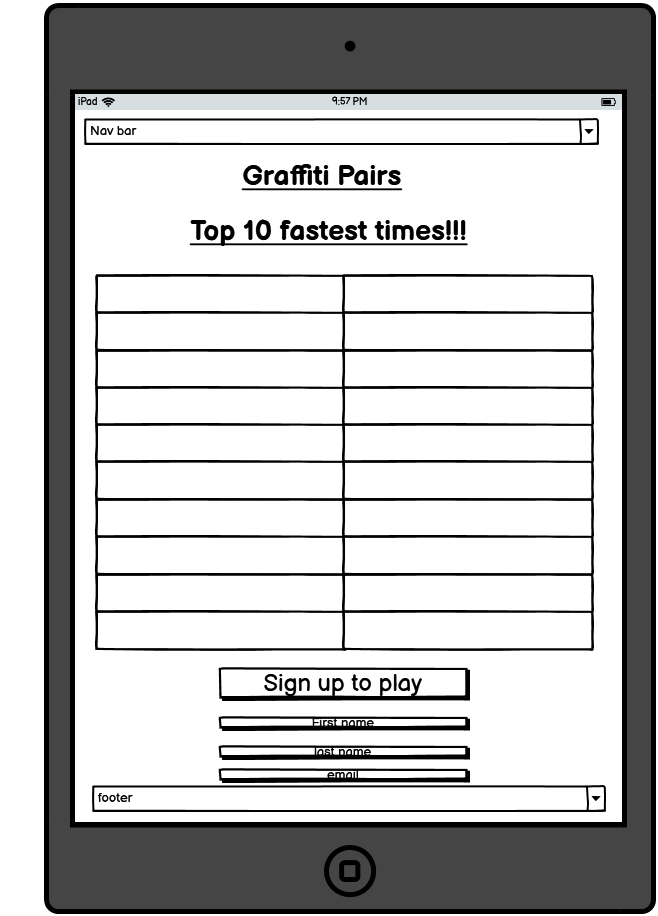 iPad
9:57 PM
Nav bar
Graffiti Pairs
Top 10 fastest times!!!
Sign up to play
First name
last name
email
footer